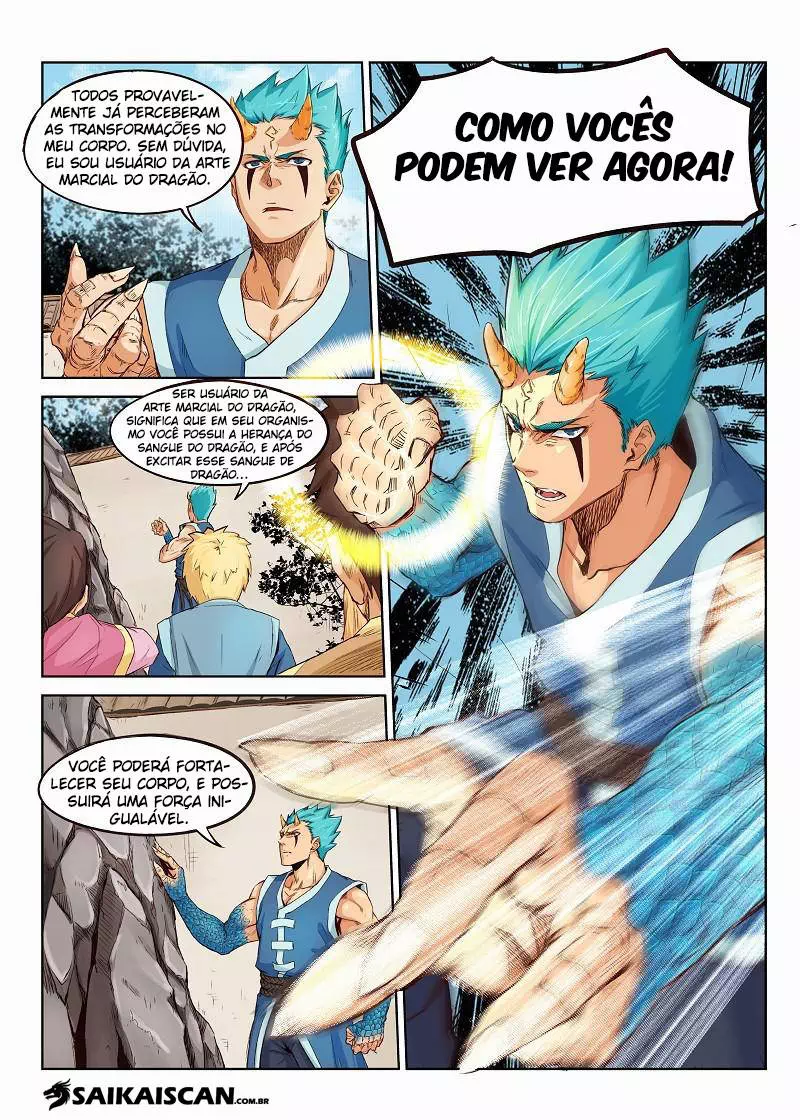 TODOS PROVAVEL-
MENTE JÁ PERCEBERAM
AS TRANSFORMAÇÕES NO
MEU CORPO. SEM DÚVIDA,
EU SOU USUÁRIO DA ARTE
MARCIAL DO DRAGÃO.
SER USUÁRIO DA
ARTE MARCIAL DO DRAGÃO,
SIGNIFICA QUE EM SEU ORGANIS-
MO VOCÊ POSSUI A HERANÇA DO
SANGUE DO DRAGÃO, E APÓS
EXCITAR ESSE SANGUE DE
DRAGÃO...
VOCÊ PODERÁ FORTA-
LECER SEU CORPO, E POS-
SUIRÁ UMA FORÇA INI-
GUALÁVEL.
COMO VOCÊS
PODEM VER AGORA!
SAIKAISCAN.COM.BR